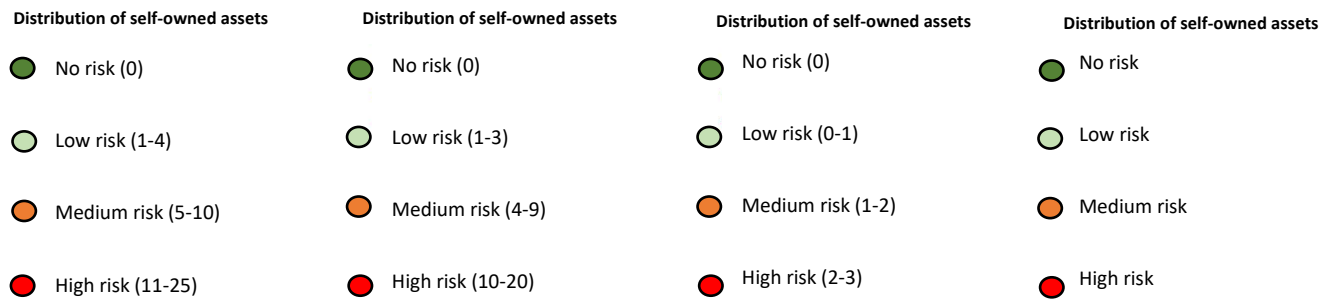 Distribution of self-owned assets
No risk (0)
Low risk (1-4)
Medium risk (5-10)
High risk (11-25)
Distribution of self-owned assets
No risk (0)
Low risk (1-3)
Medium risk (4-9)
High risk (10-20)
Distribution of self-owned assets
No risk (0)
Low risk (0-1)
Medium risk (1-2)
High risk (2-3)
Distribution of self-owned assets
No risk
Low risk
Medium risk
High risk